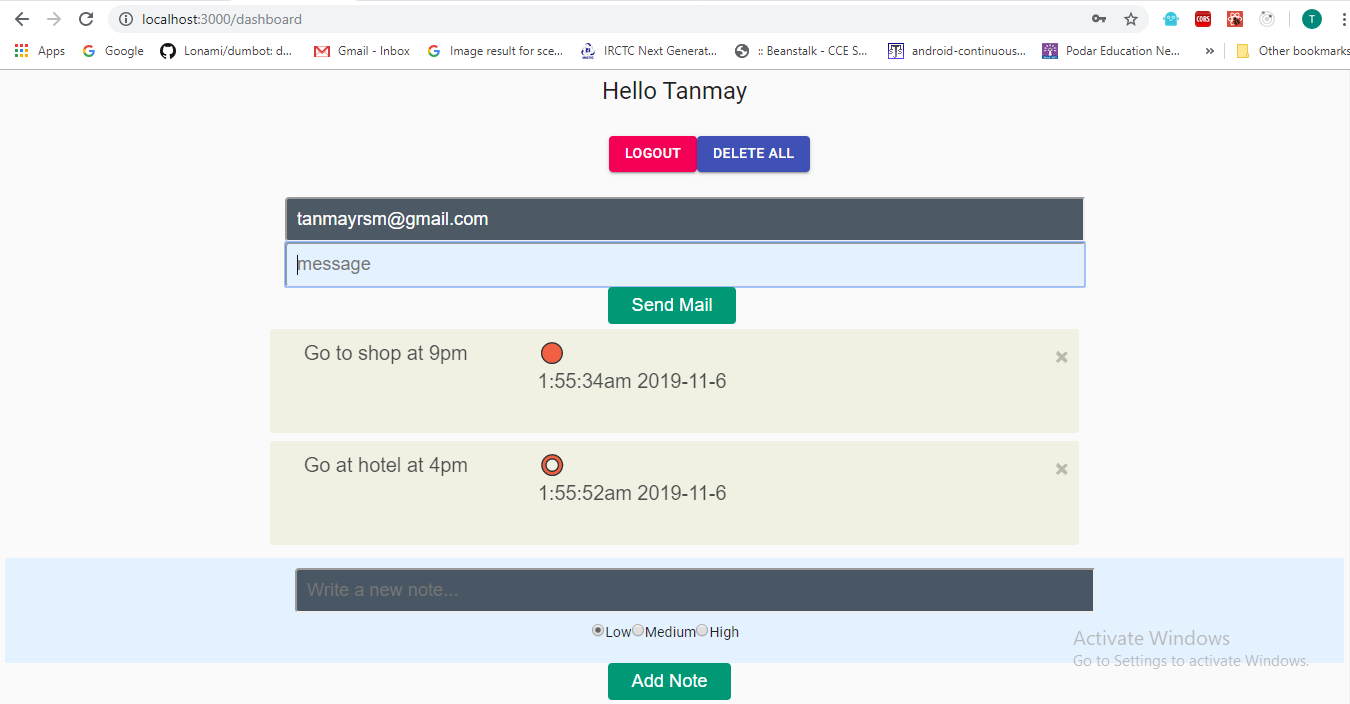 localhost:3000/dashboard
CORS
T
Apps Google Lonami/dumbot: d... Gmail - Inbox Image result for sce... IRCTC Next Generat... :: Beanstalk - CCE S... android-continuous... Podar Education Ne... » Other bookmarks
Hello Tanmay
LOGOUT DELETE ALL
tanmayrsm@gmail.com
message
Send Mail
Go to shop at 9pm
1:55:34am 2019-11-6
Go at hotel at 4pm
1:55:52am 2019-11-6
Write a new note...
Low Medium High
Activate Windows
Go to Settings to activate Windows.
Add Note